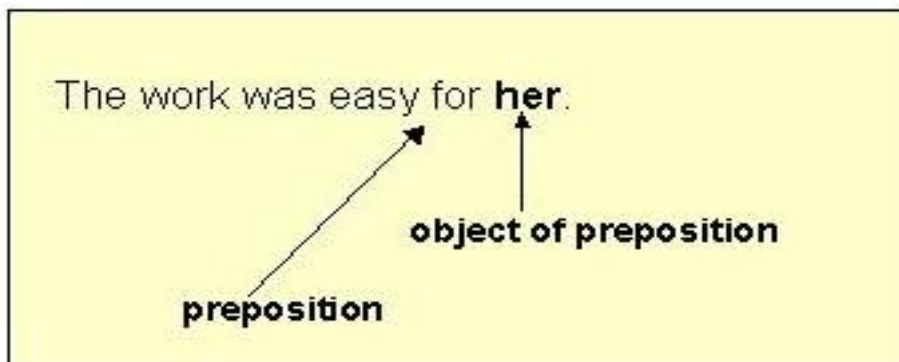 The work was easy for her.
object of preposition
preposition